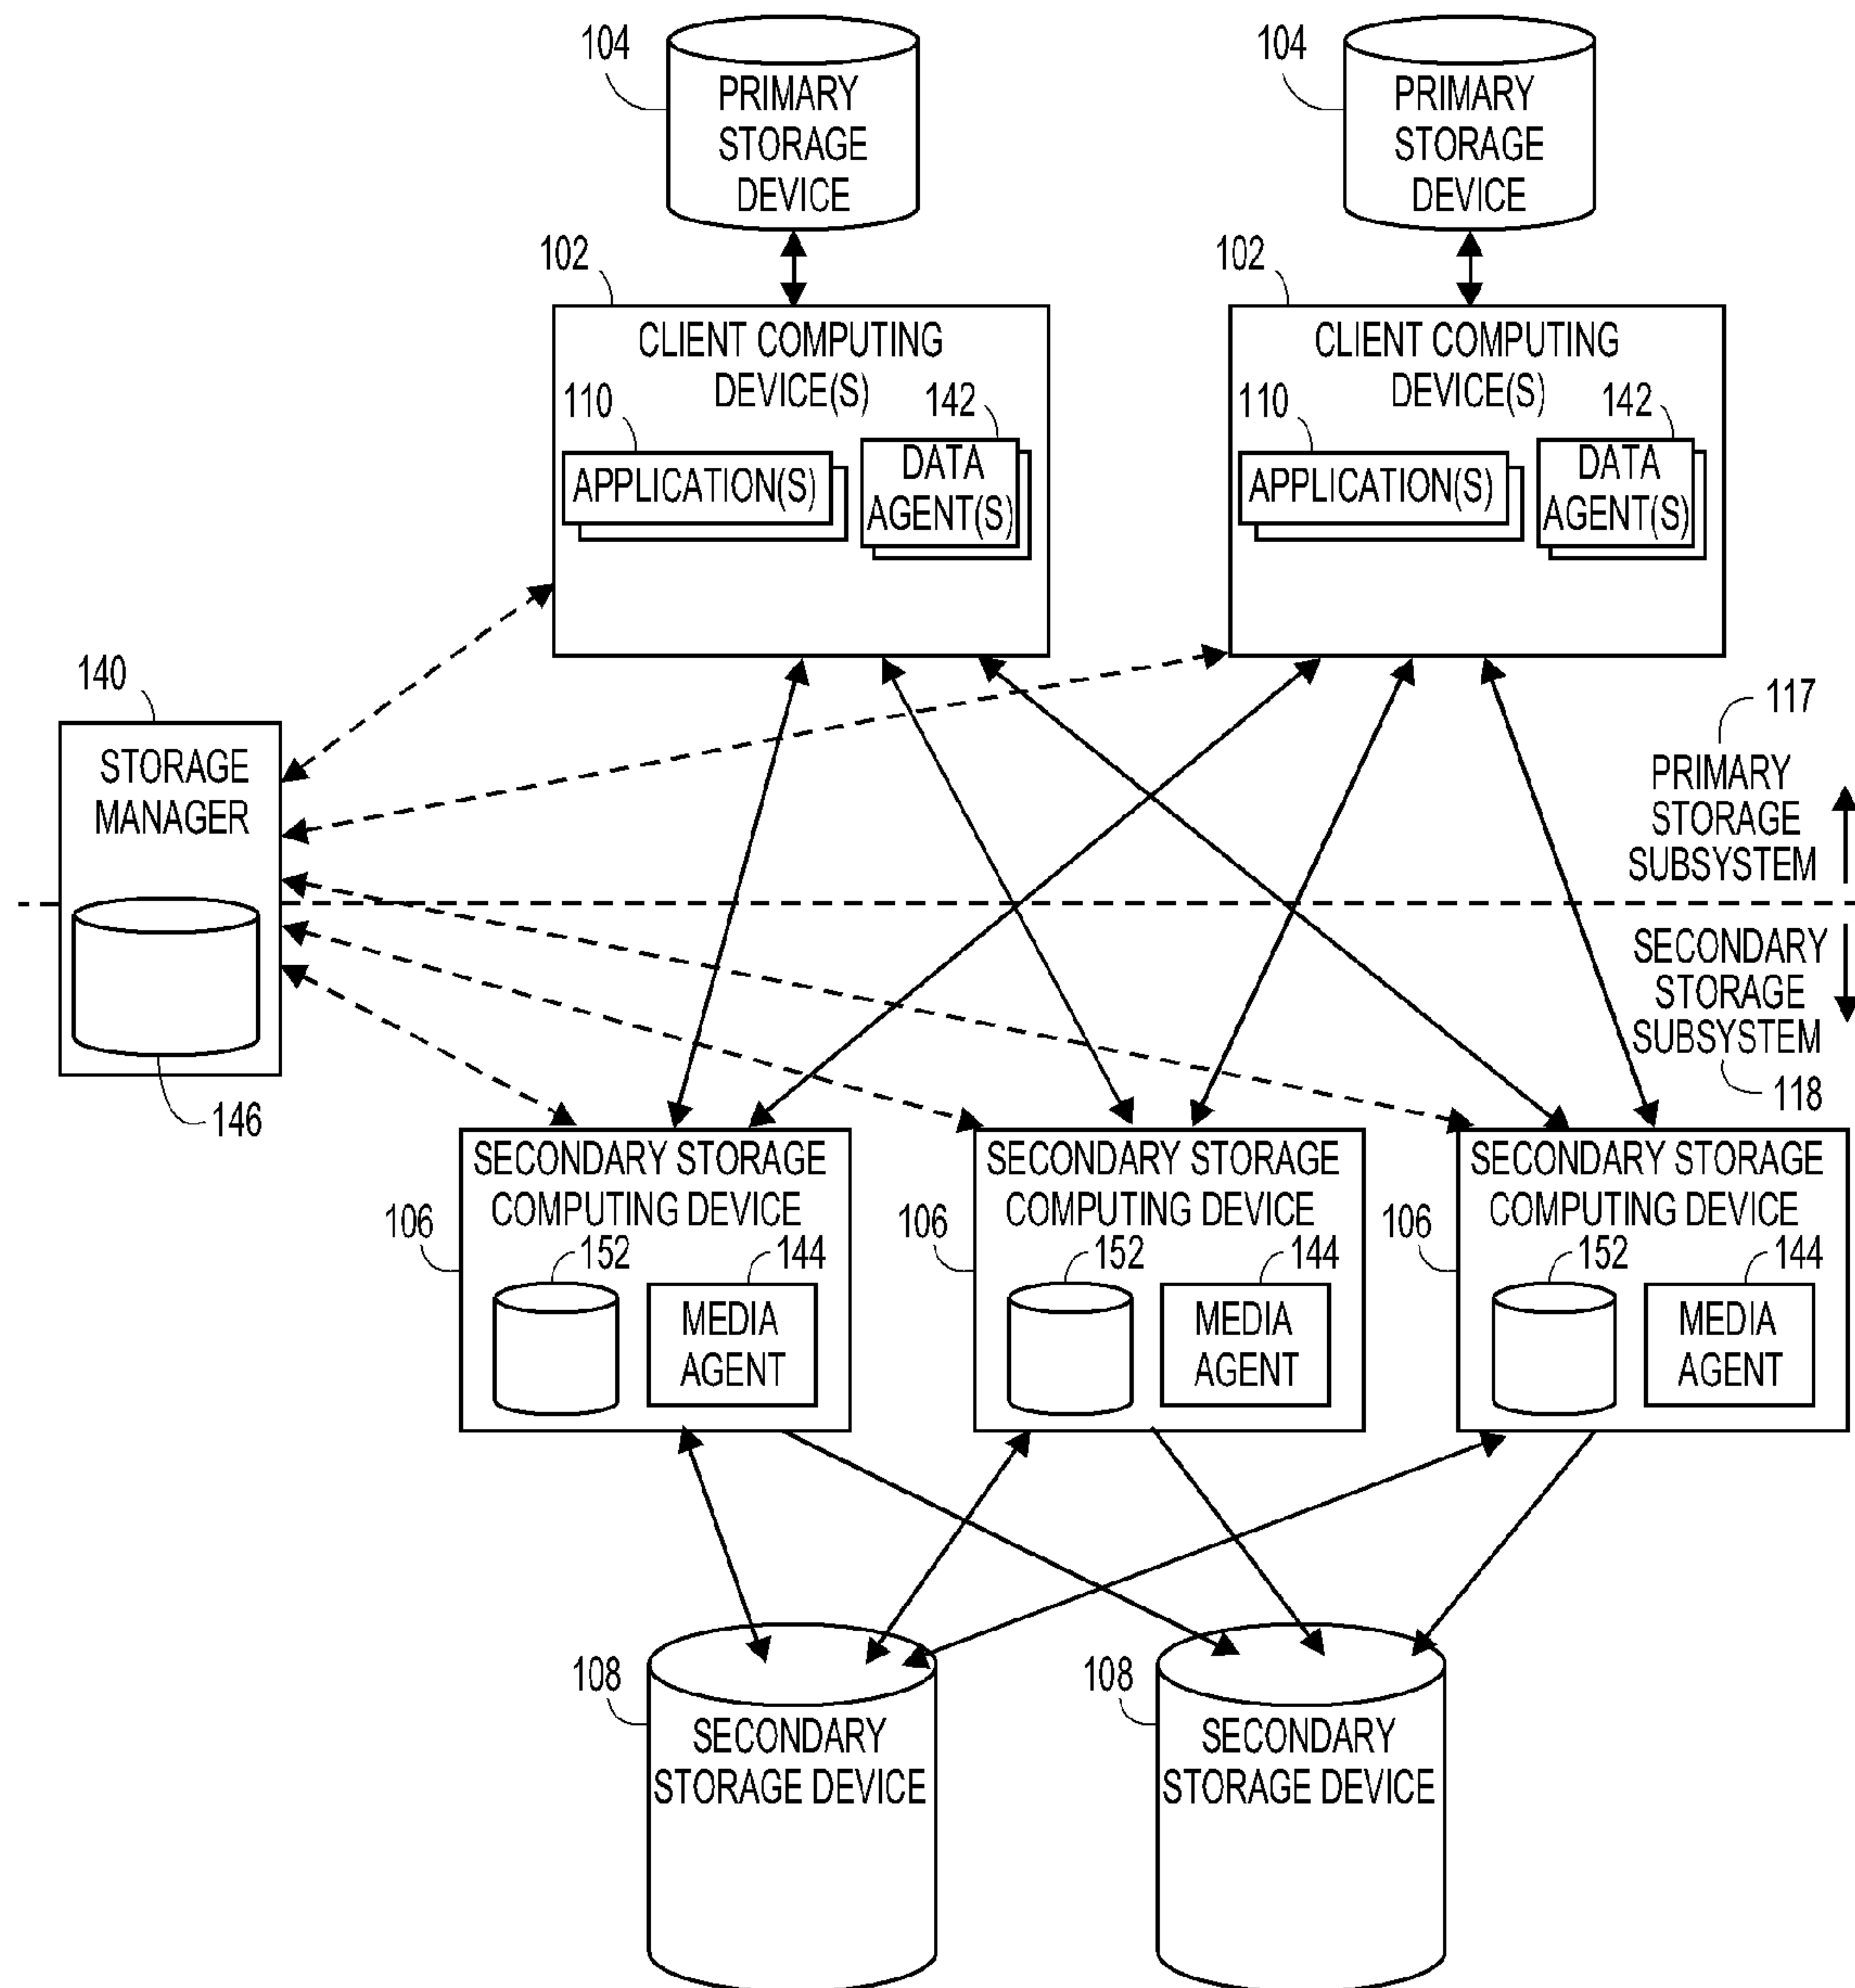 104
PRIMARY
STORAGE
DEVICE
104
PRIMARY
STORAGE
DEVICE
102
CLIENT COMPUTING
DEVICE(S)
110
142
APPLICATION(S)
DATA
AGENT(S)
102
CLIENT COMPUTING
DEVICE(S)
110
142
APPLICATION(S)
DATA
AGENT(S)
140
STORAGE
MANAGER
146
117
PRIMARY
STORAGE
SUBSYSTEM
SECONDARY
STORAGE
SUBSYSTEM
118
SECONDARY STORAGE
COMPUTING DEVICE
106
152
144
MEDIA
AGENT
SECONDARY STORAGE
COMPUTING DEVICE
106
152
144
MEDIA
AGENT
SECONDARY STORAGE
COMPUTING DEVICE
106
152
144
MEDIA
AGENT
108
SECONDARY
STORAGE DEVICE
108
SECONDARY
STORAGE DEVICE